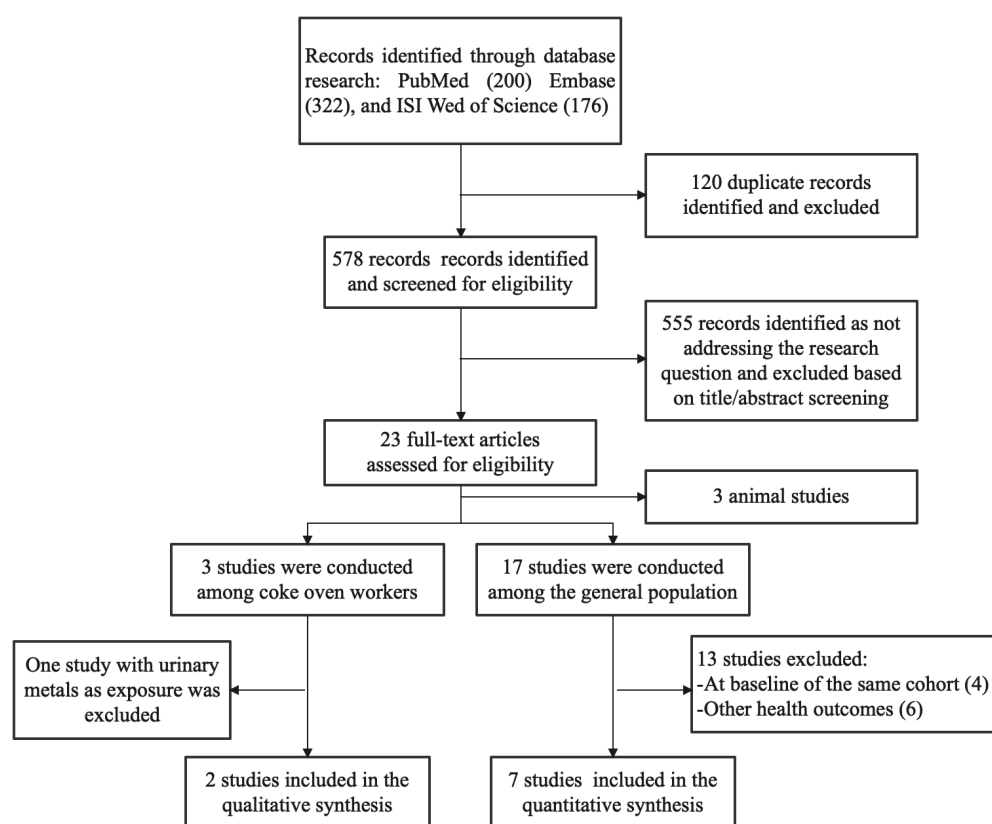 Records identified through database
research: PubMed (200) Embase
(322), and ISI Wed of Science (176)
120 duplicate records
identified and excluded
578 records records identified
and screened for eligibility
555 records identified as not
addressing the research
question and excluded based
on title/abstract screening
23 full-text articles
assessed for eligibility
3 animal studies
3 studies were conducted
among coke oven workers
17 studies were conducted
among the general population
One study with urinary
metals as exposure was
excluded
13 studies excluded:
-At baseline of the same cohort (4)
-Other health outcomes (6)
2 studies included in the
qualitative synthesis
7 studies included in the
quantitative synthesis